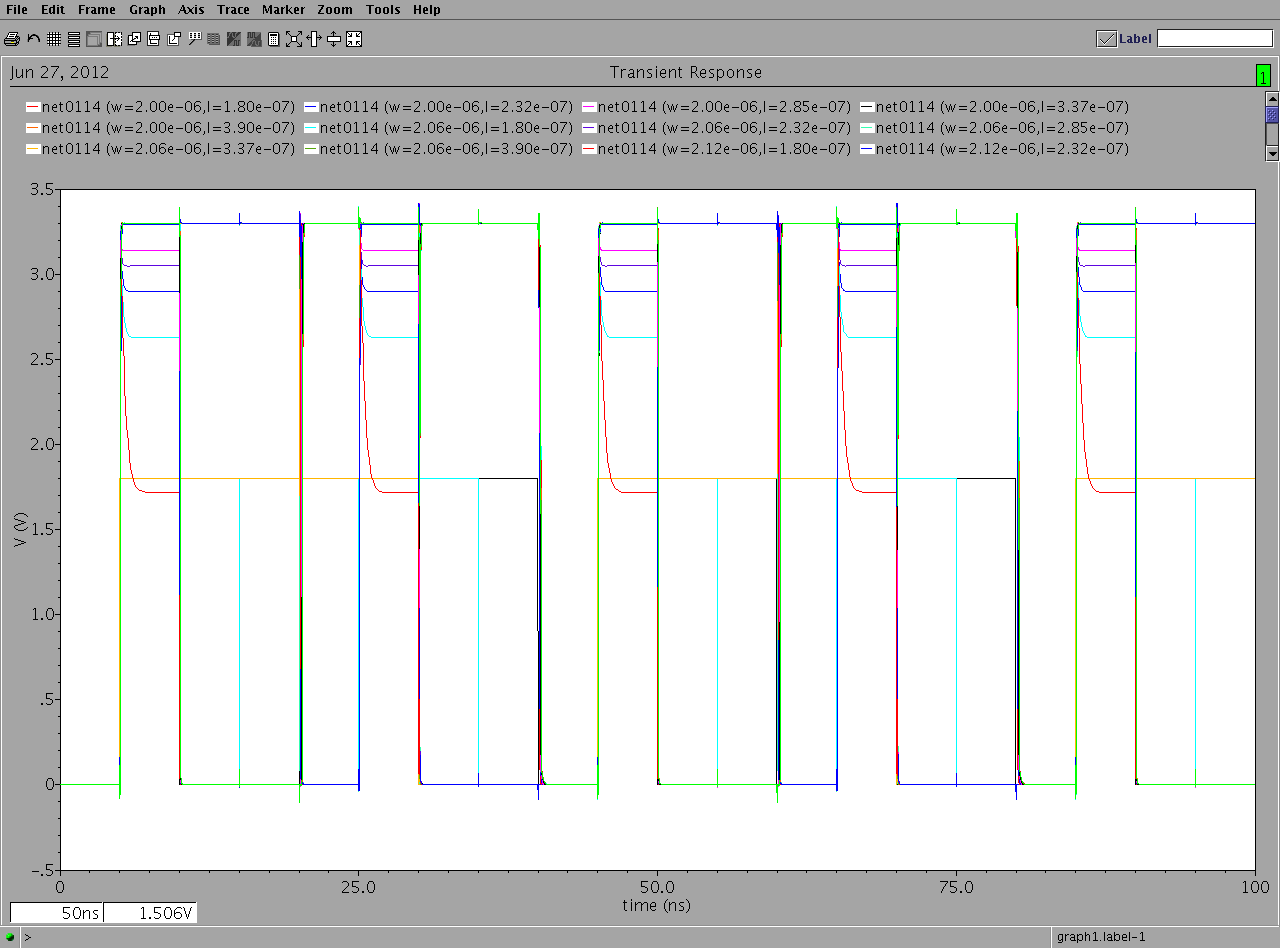 File Edit Frame Graph Axis Trace Marker Zoom Tools Help
Label
Jun 27, 2012 Transient Response 1
net0114 (w=2.00e-06,l=1.80e-07) net0114 (w=2.00e-06,l=2.32e-07) net0114 (w=2.00e-06,l=2.85e-07) net0114 (w=2.00e-06,l=3.37e-07)
net0114 (w=2.00e-06,l=3.90e-07) net0114 (w=2.06e-06,l=1.80e-07) net0114 (w=2.06e-06,l=2.32e-07) net0114 (w=2.06e-06,l=2.85e-07)
net0114 (w=2.06e-06,l=3.37e-07) net0114 (w=2.06e-06,l=3.90e-07) net0114 (w=2.12e-06,l=1.80e-07) net0114 (w=2.12e-06,l=2.32e-07)
3.5
3.0
2.5
2.0
1.5
1.0
.5
0
-.5
V (V)
0 25.0 50.0 75.0 100
time (ns)
50ns 1.506V
> graph1.label-1